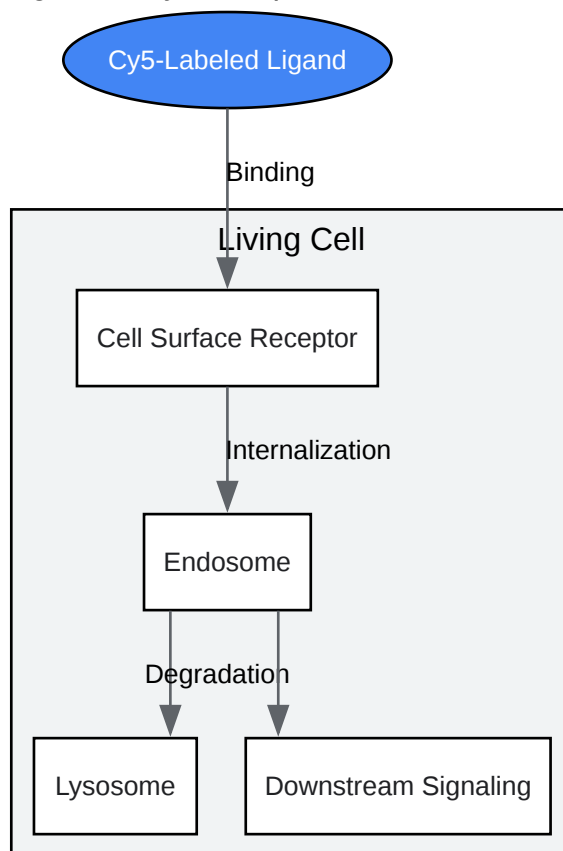 Cy5-Labeled Ligand
Binding
Living Cell
Cell Surface Receptor
Internalization
Endosome
Degradation
Lysosome
Downstream Signaling